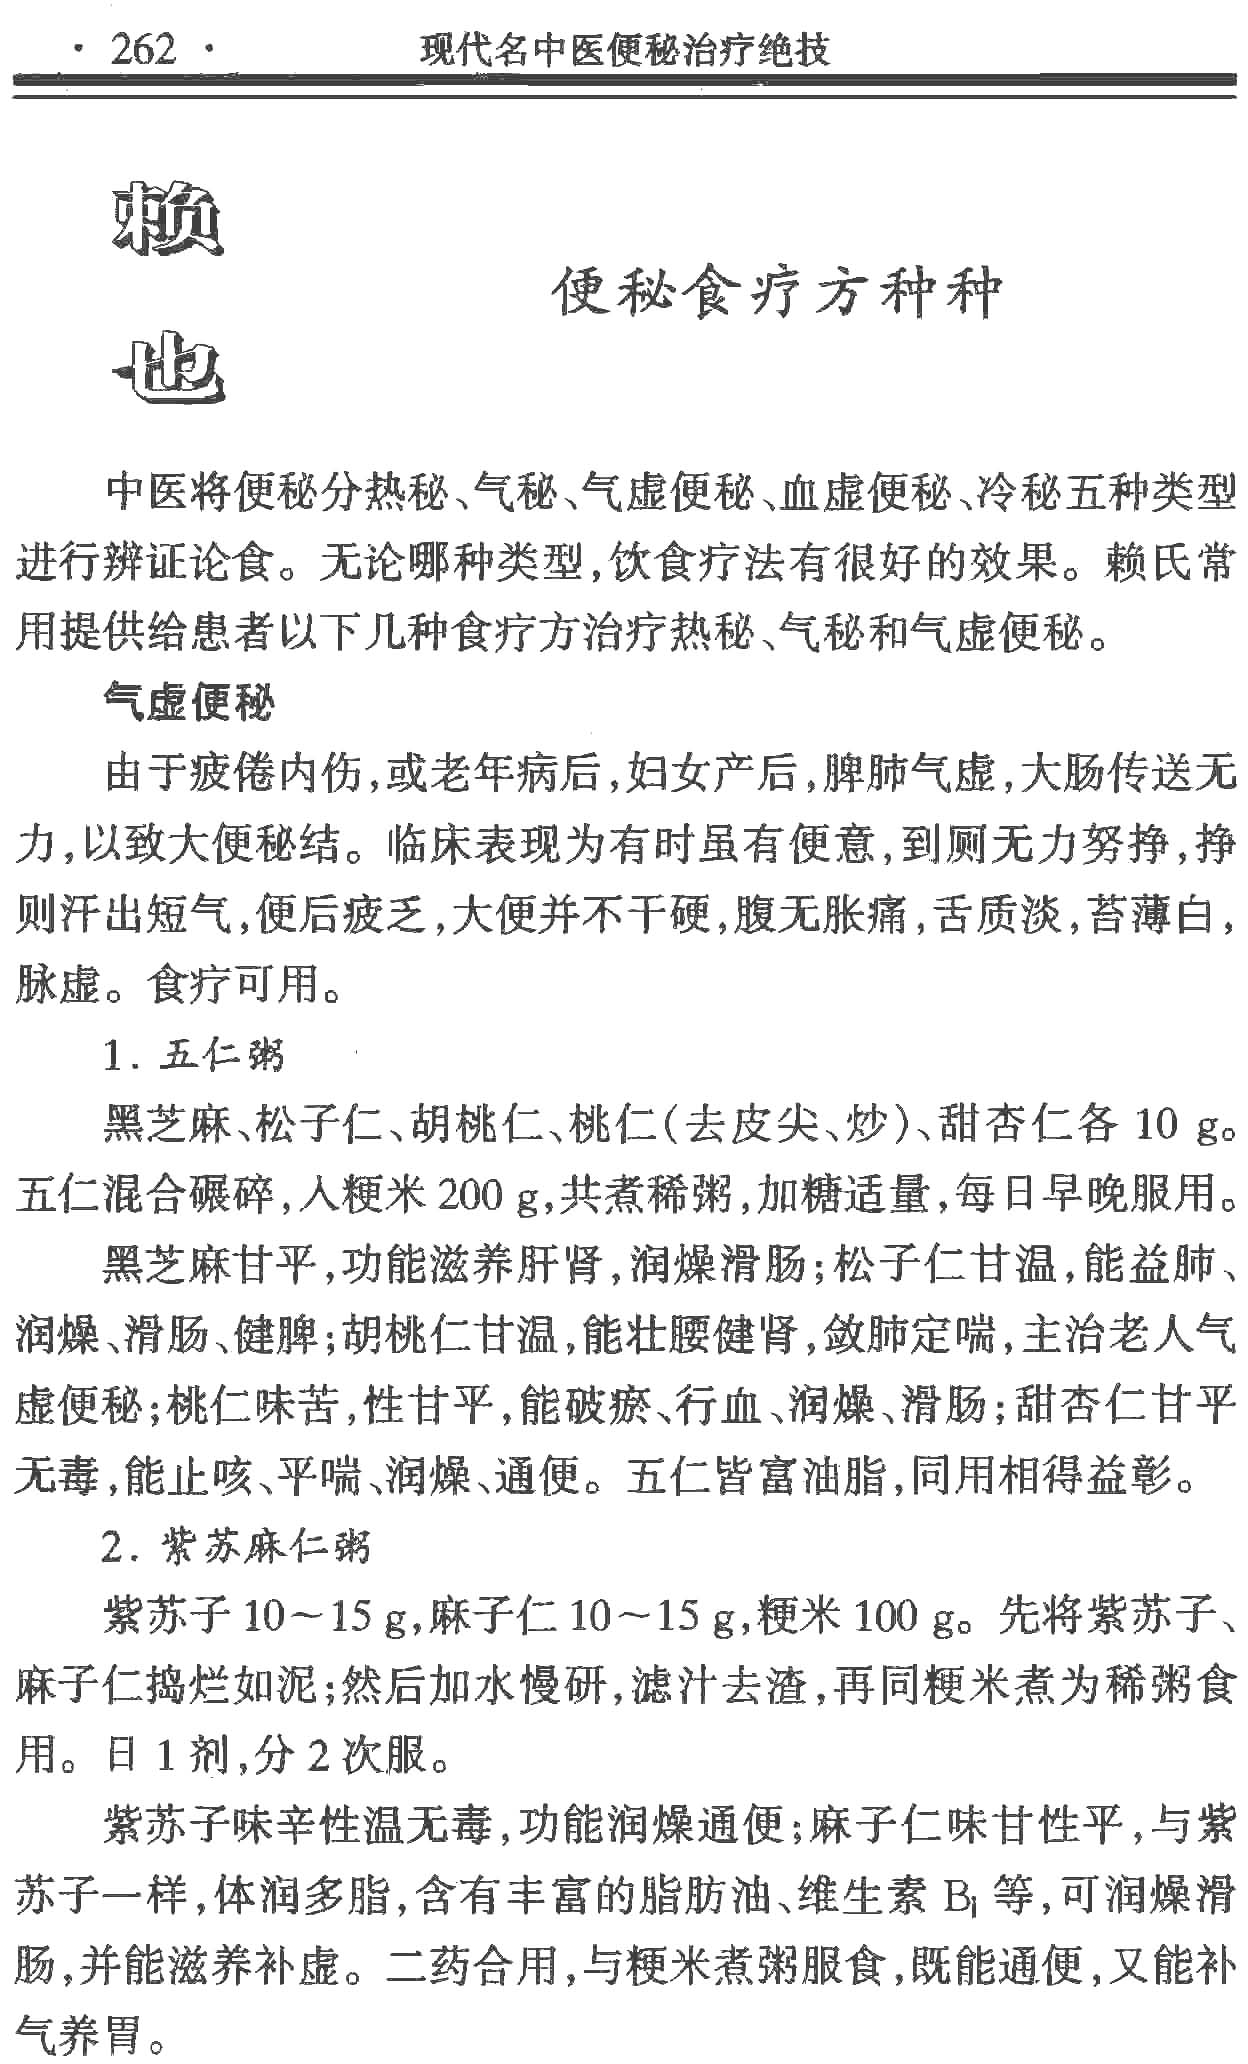 · 262 ·
现代名中医便秘治疗绝技
赖
也
便秘食疗方种种
中医将便秘分热秘、气秘、气虚便秘、血虚便秘、冷秘五种类型
进行辨证论食。无论哪种类型,饮食疗法有很好的效果。赖氏常
用提供给患者以下几种食疗方治疗热秘、气秘和气虚便秘。
气虚便秘
由于疲倦内伤,或老年病后,妇女产后,脾肺气虚,大肠传送无
力,以致大便秘结。临床表现为有时虽有便意,到厕无力努挣,挣
则汗出短气,便后疲乏,大便并不干硬,腹无胀痛,舌质淡,苔薄白,
脉虚。食疗可用。
1. 五仁粥
黑芝麻、松子仁、胡桃仁、桃仁(去皮尖、炒)、甜杏仁各 10 g。
五仁混合碾碎,人粳米 200 g,共煮稀粥,加糖适量,每日早晚服用。
黑芝麻甘平,功能滋养肝肾,润燥滑肠;松子仁甘温,能益肺、
润燥、滑肠、健脾;胡桃仁甘温,能壮腰健肾,敛肺定喘,主治老人气
虚便秘;桃仁味苦,性甘平,能破瘀、行血、润燥、滑肠;甜杏仁甘平
无毒,能止咳、平喘、润燥、通便。五仁皆富油脂,同用相得益彰。
2. 紫苏麻仁粥
紫苏子 10～15 g,麻子仁 10～15 g,粳米 100 g。先将紫苏子、
麻子仁捣烂如泥;然后加水慢研,滤汁去渣,再同粳米煮为稀粥食
用。日 1 剂,分 2 次服。
紫苏子味辛性温无毒,功能润燥通便;麻子仁味甘性平,与紫
苏子一样,体润多脂,含有丰富的脂肪油、维生素 B₁ 等,可润燥滑
肠,并能滋养补虚。二药合用,与粳米煮粥服食,既能通便,又能补
气养胃。